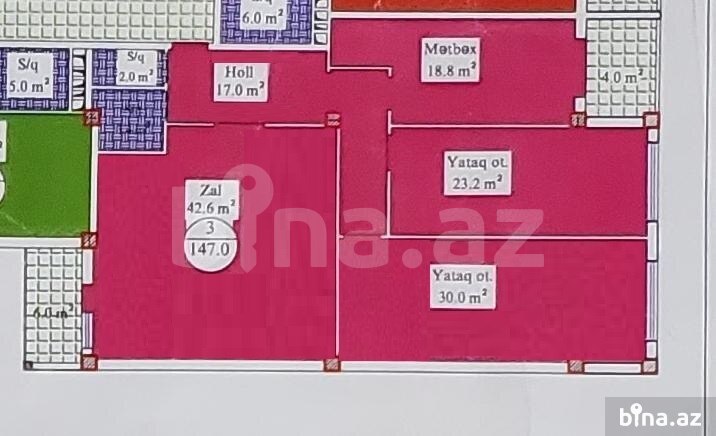 6.0 m²
S/q
5.0 m²
S/q
2.0 m²
Holl
17.0 m²
Mətbəx
18.8 m²
4.0 m²
Zal
42.6 m²
3
147.0
Yataq ot.
23.2 m²
Yataq ot.
30.0 m²
6.0 m²
bina.az
bina.az